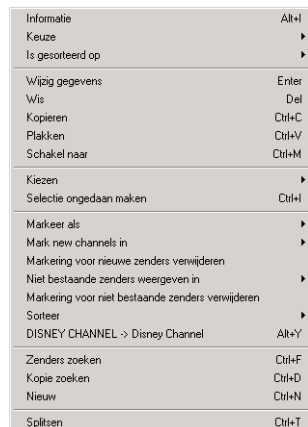 Informatie Alt+I
Keuze
Is gesorteerd op
Wijzig gegevens Enter
Wis Del
Kopieren Ctrl+C
Plakken Ctrl+V
Schakel naar Ctrl+M
Kiezen
Selectie ongedaan maken Ctrl+I
Markeer als
Mark new channels in
Markering voor nieuwe zenders verwijderen
Niet bestaande zenders weergeven in
Markering voor niet bestaande zenders verwijderen
Sorteer
DISNEY CHANNEL -> Disney Channel Alt+Y
Zenders zoeken Ctrl+F
Kopie zoeken Ctrl+D
Nieuw Ctrl+N
Splitsen Ctrl+T